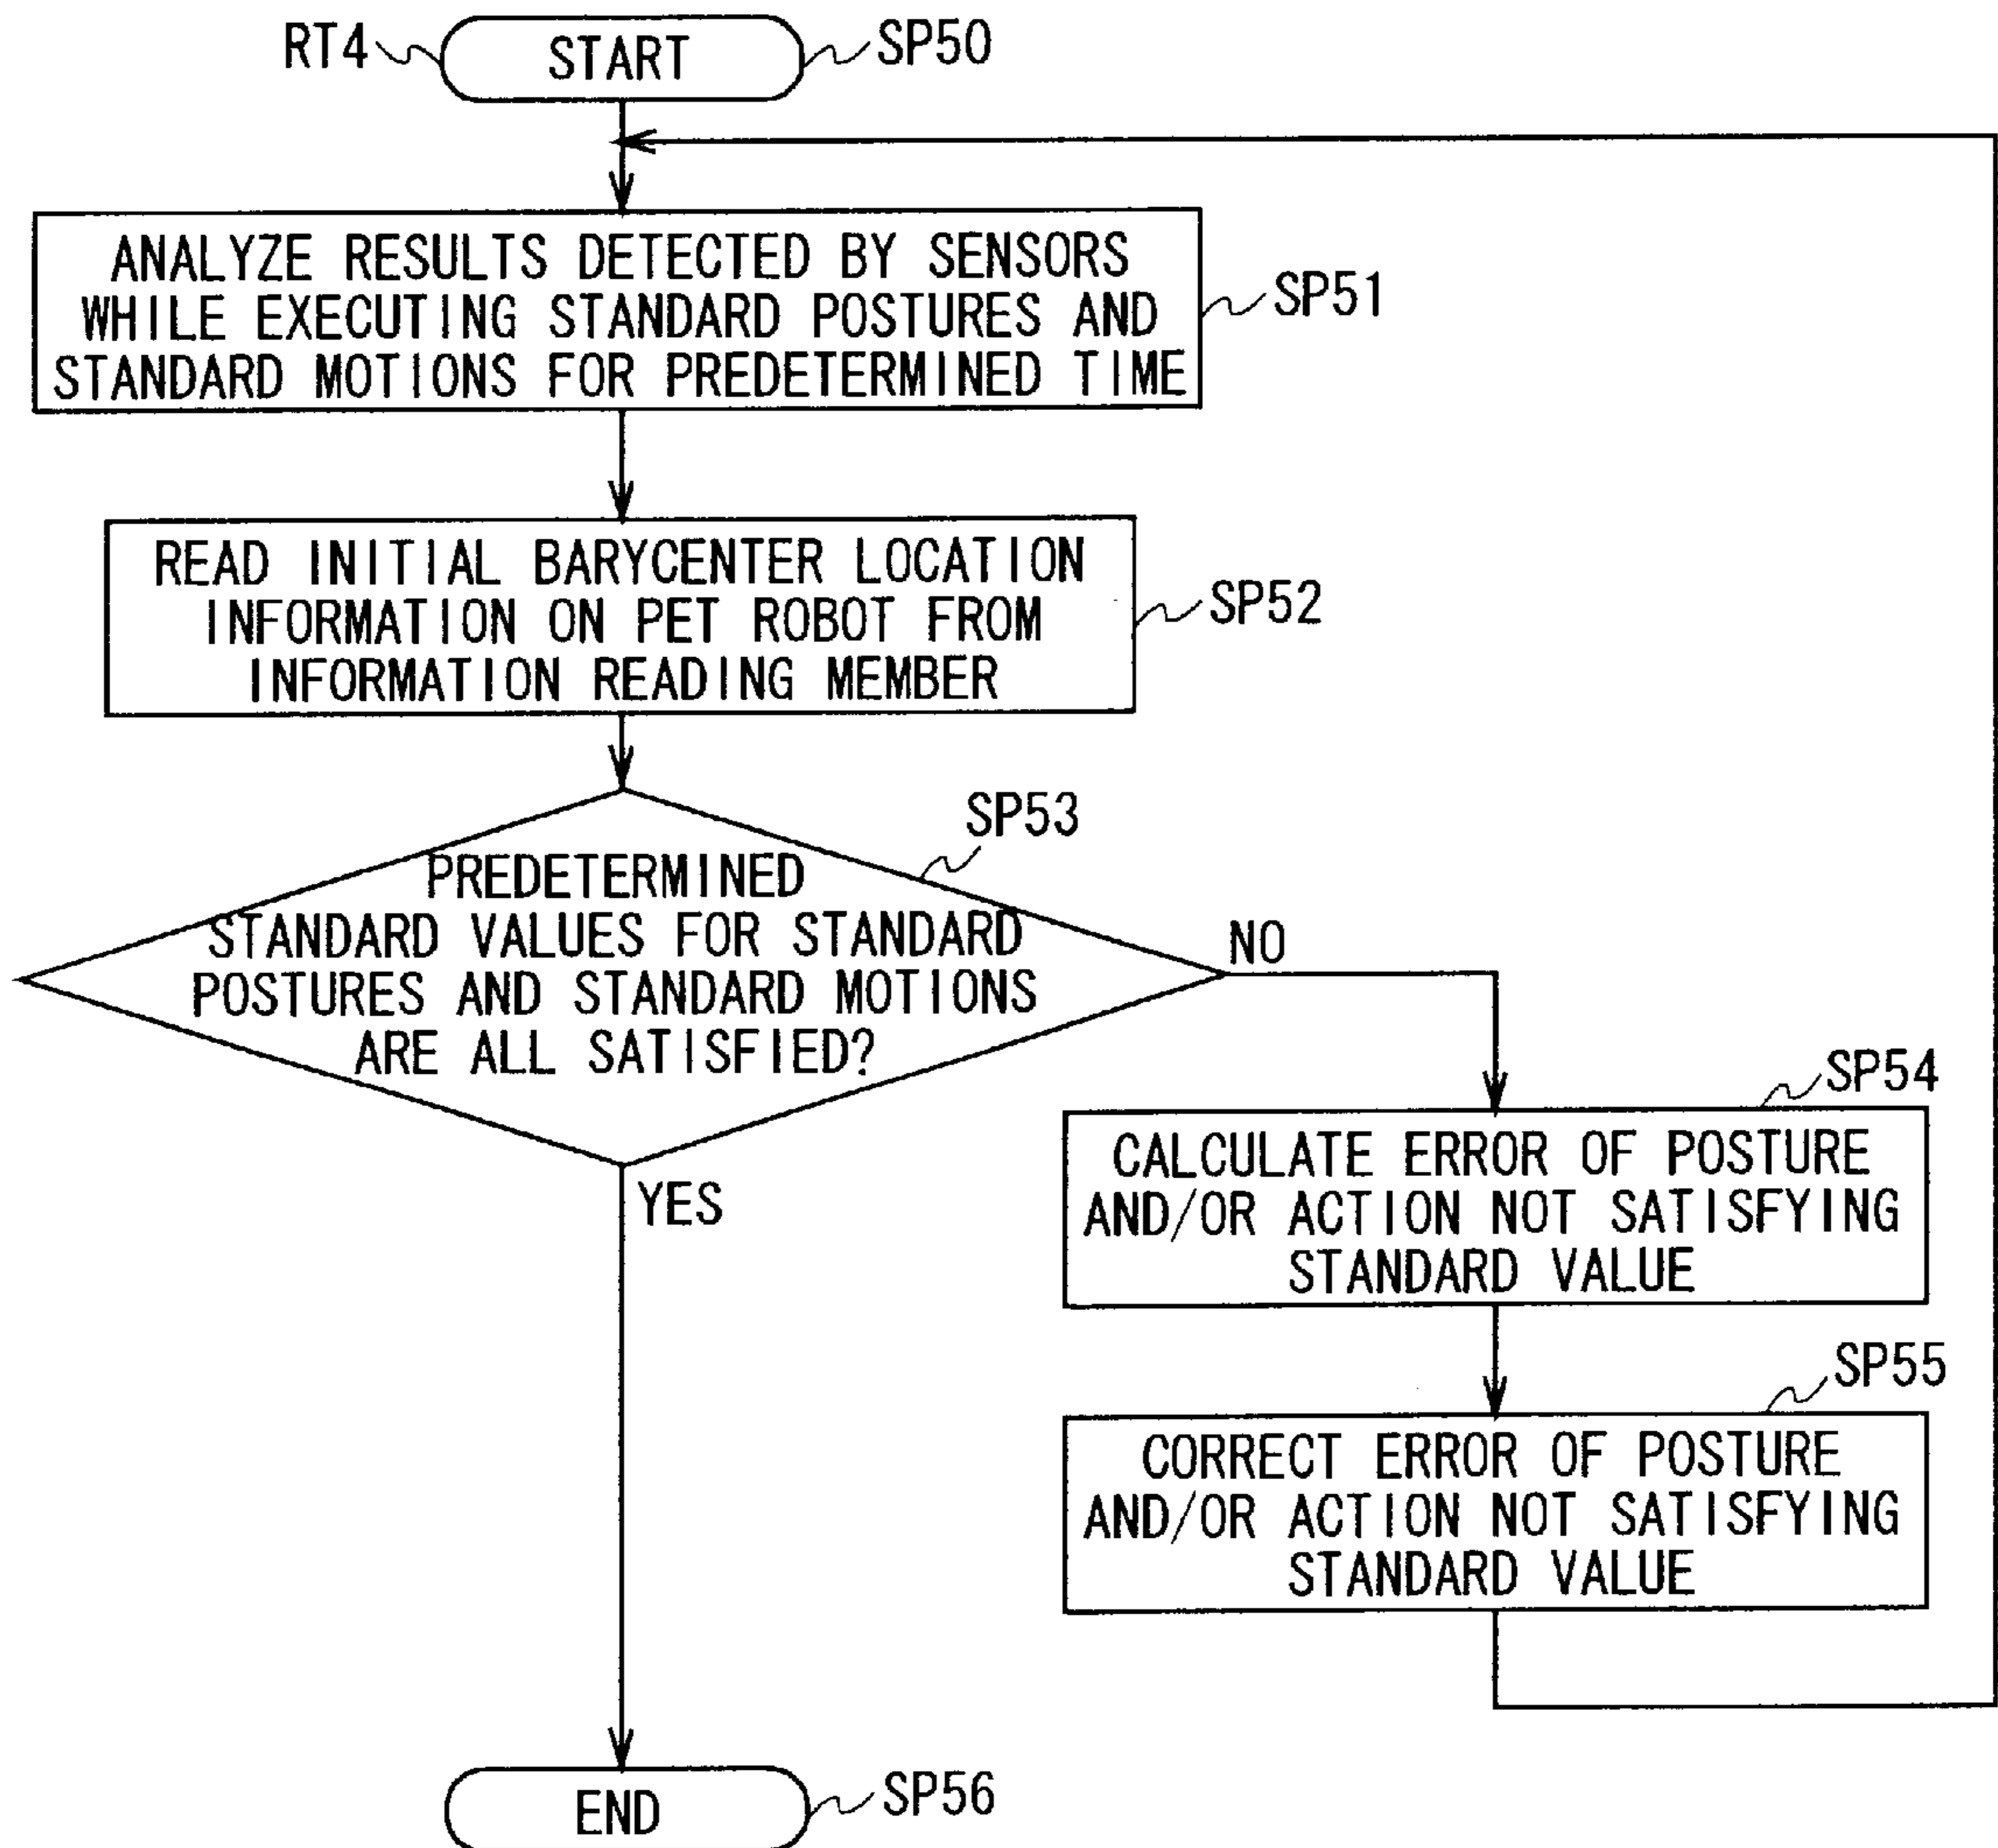 RT4
START
SP50
ANALYZE RESULTS DETECTED BY SENSORS
WHILE EXECUTING STANDARD POSTURES AND
STANDARD MOTIONS FOR PREDETERMINED TIME
SP51
READ INITIAL BARYCENTER LOCATION
INFORMATION ON PET ROBOT FROM
INFORMATION READING MEMBER
SP52
SP53
PREDETERMINED
STANDARD VALUES FOR STANDARD
POSTURES AND STANDARD MOTIONS
ARE ALL SATISFIED?
NO
YES
SP54
CALCULATE ERROR OF POSTURE
AND/OR ACTION NOT SATISFYING
STANDARD VALUE
SP55
CORRECT ERROR OF POSTURE
AND/OR ACTION NOT SATISFYING
STANDARD VALUE
END
SP56